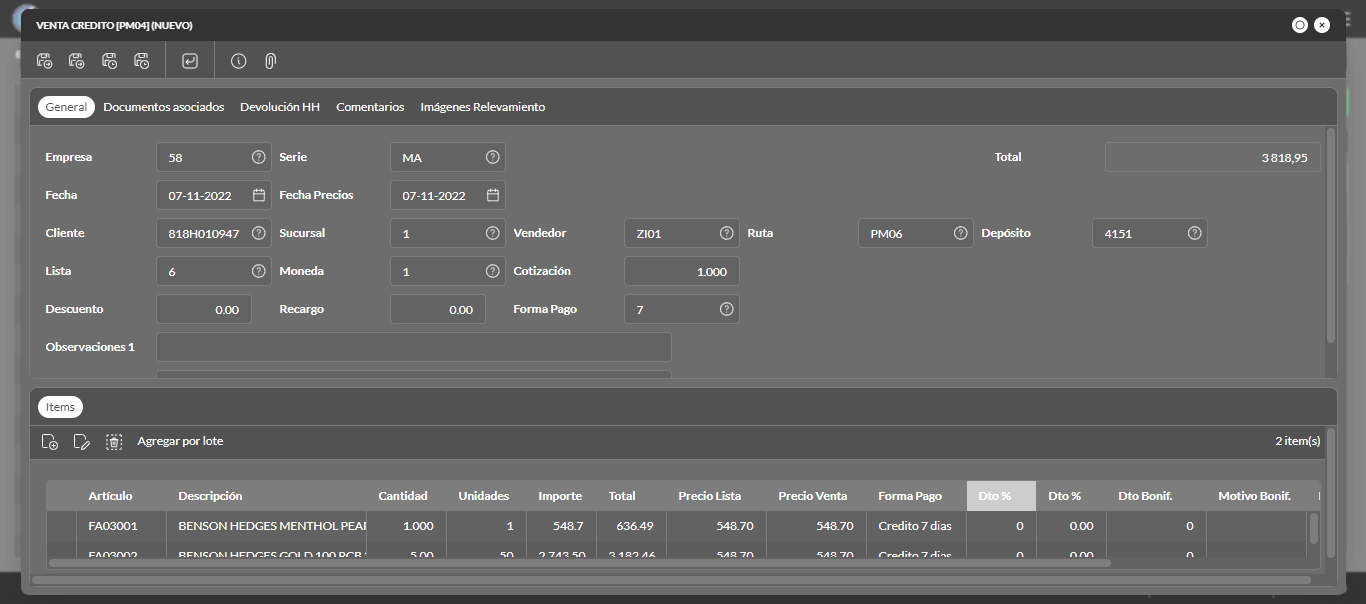 VENTA CREDITO [PM04] (NUEVO)
General Documentos asociados Devolución HH Comentarios Imágenes Relevamiento
Empresa 58 Serie MA Total 3 818,95
Fecha 07-11-2022 Fecha Precios 07-11-2022
Cliente 818H010947 Sucursal 1 Vendedor ZI01 Ruta PM06 Depósito 4151
Lista 6 Moneda 1 Cotización 1.000
Descuento 0.00 Recargo 0.00 Forma Pago 7
Observaciones 1
Items
Agregar por lote 2 item(s)
Artículo Descripción Cantidad Unidades Importe Total Precio Lista Precio Venta Forma Pago Dto % Dto % Dto Bonif. Motivo Bonif.
FA03001 BENSON HEDGES MENTHOL PEAR 1.000 1 548.7 636.49 548.70 548.70 Credito 7 dias 0 0.00 0
FA03002 BENSON HEDGES GOLD 100 RCB 5.00 50 2,743.50 3,182.46 548.70 548.70 Credito 7 dias 0 0.00 0